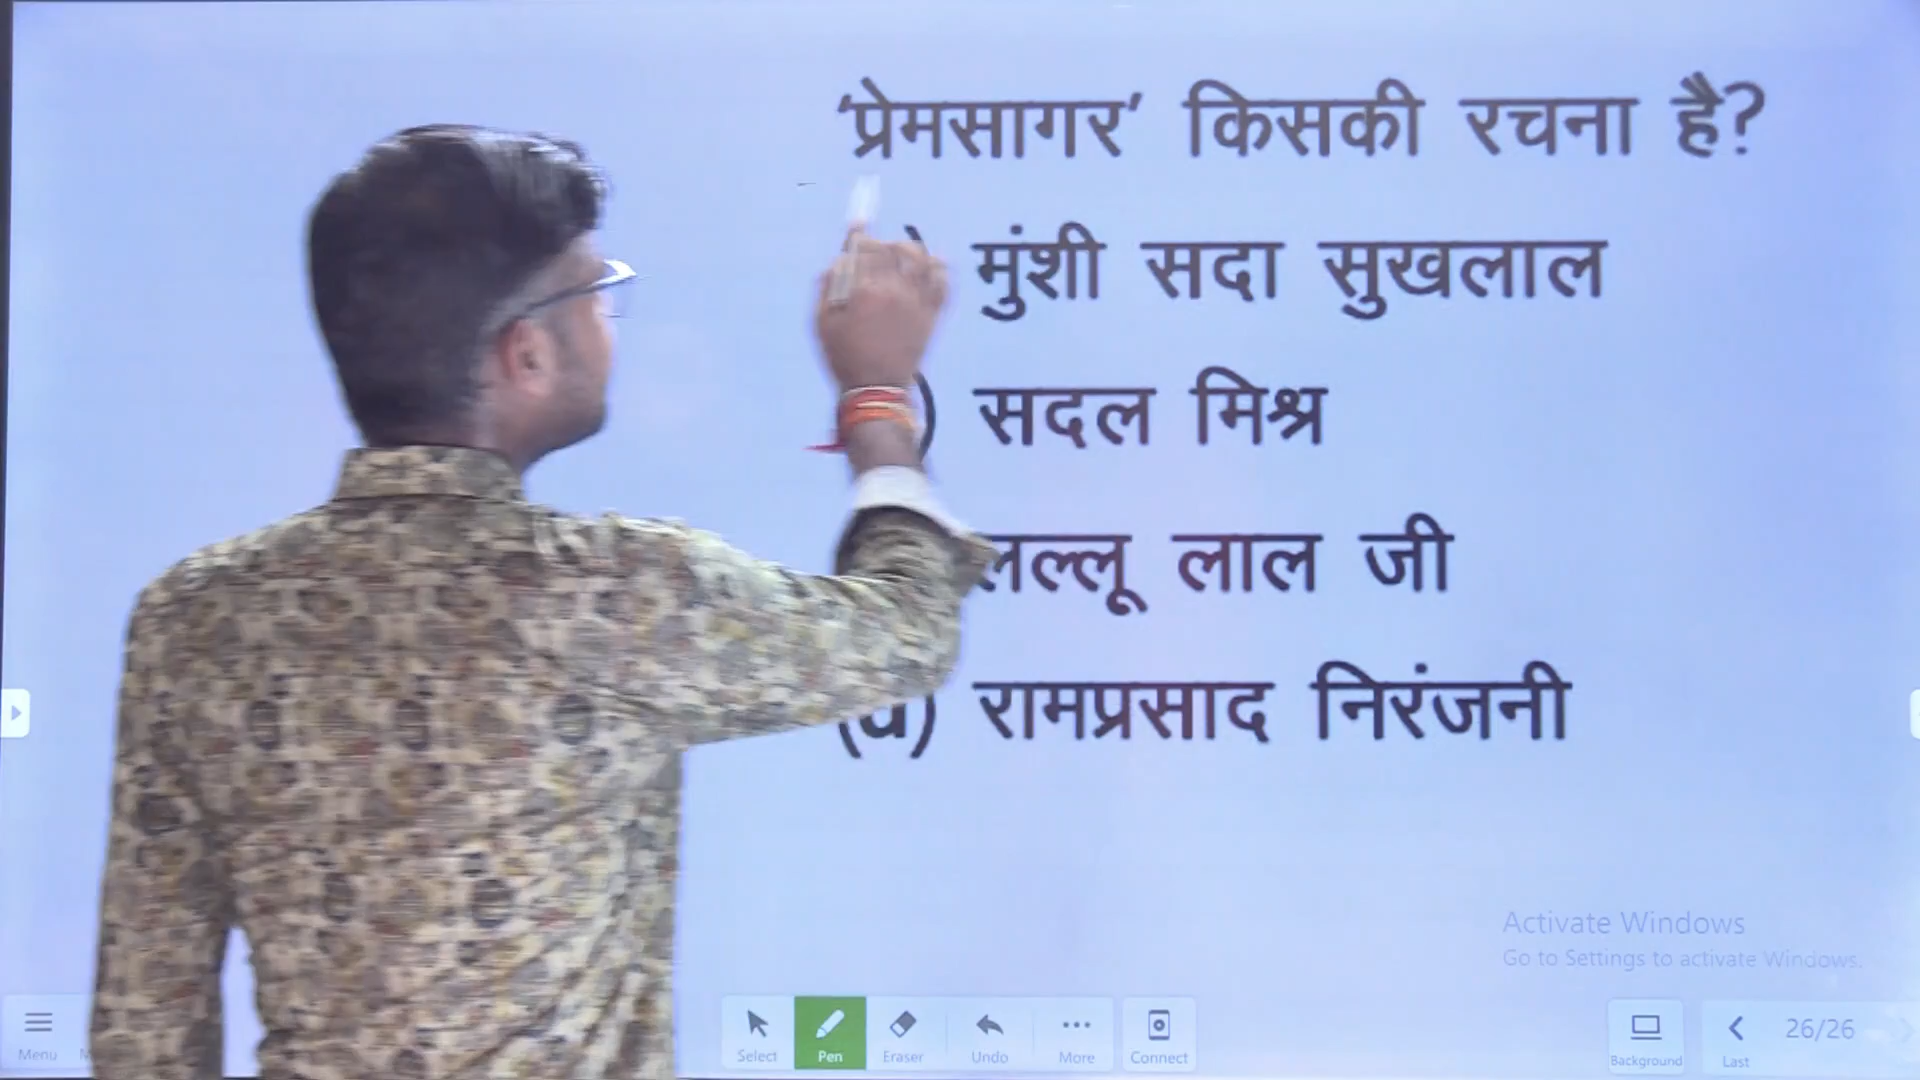 'प्रेमसागर' किसकी रचना है?
) मुंशी सदा सुखलाल
) सदल मिश्र
लल्लू लाल जी
(d) रामप्रसाद निरंजनी
Activate Windows
Go to Settings to activate Windows.
Menu
Select Pen Eraser Undo More Connect
Background
Last
26/26